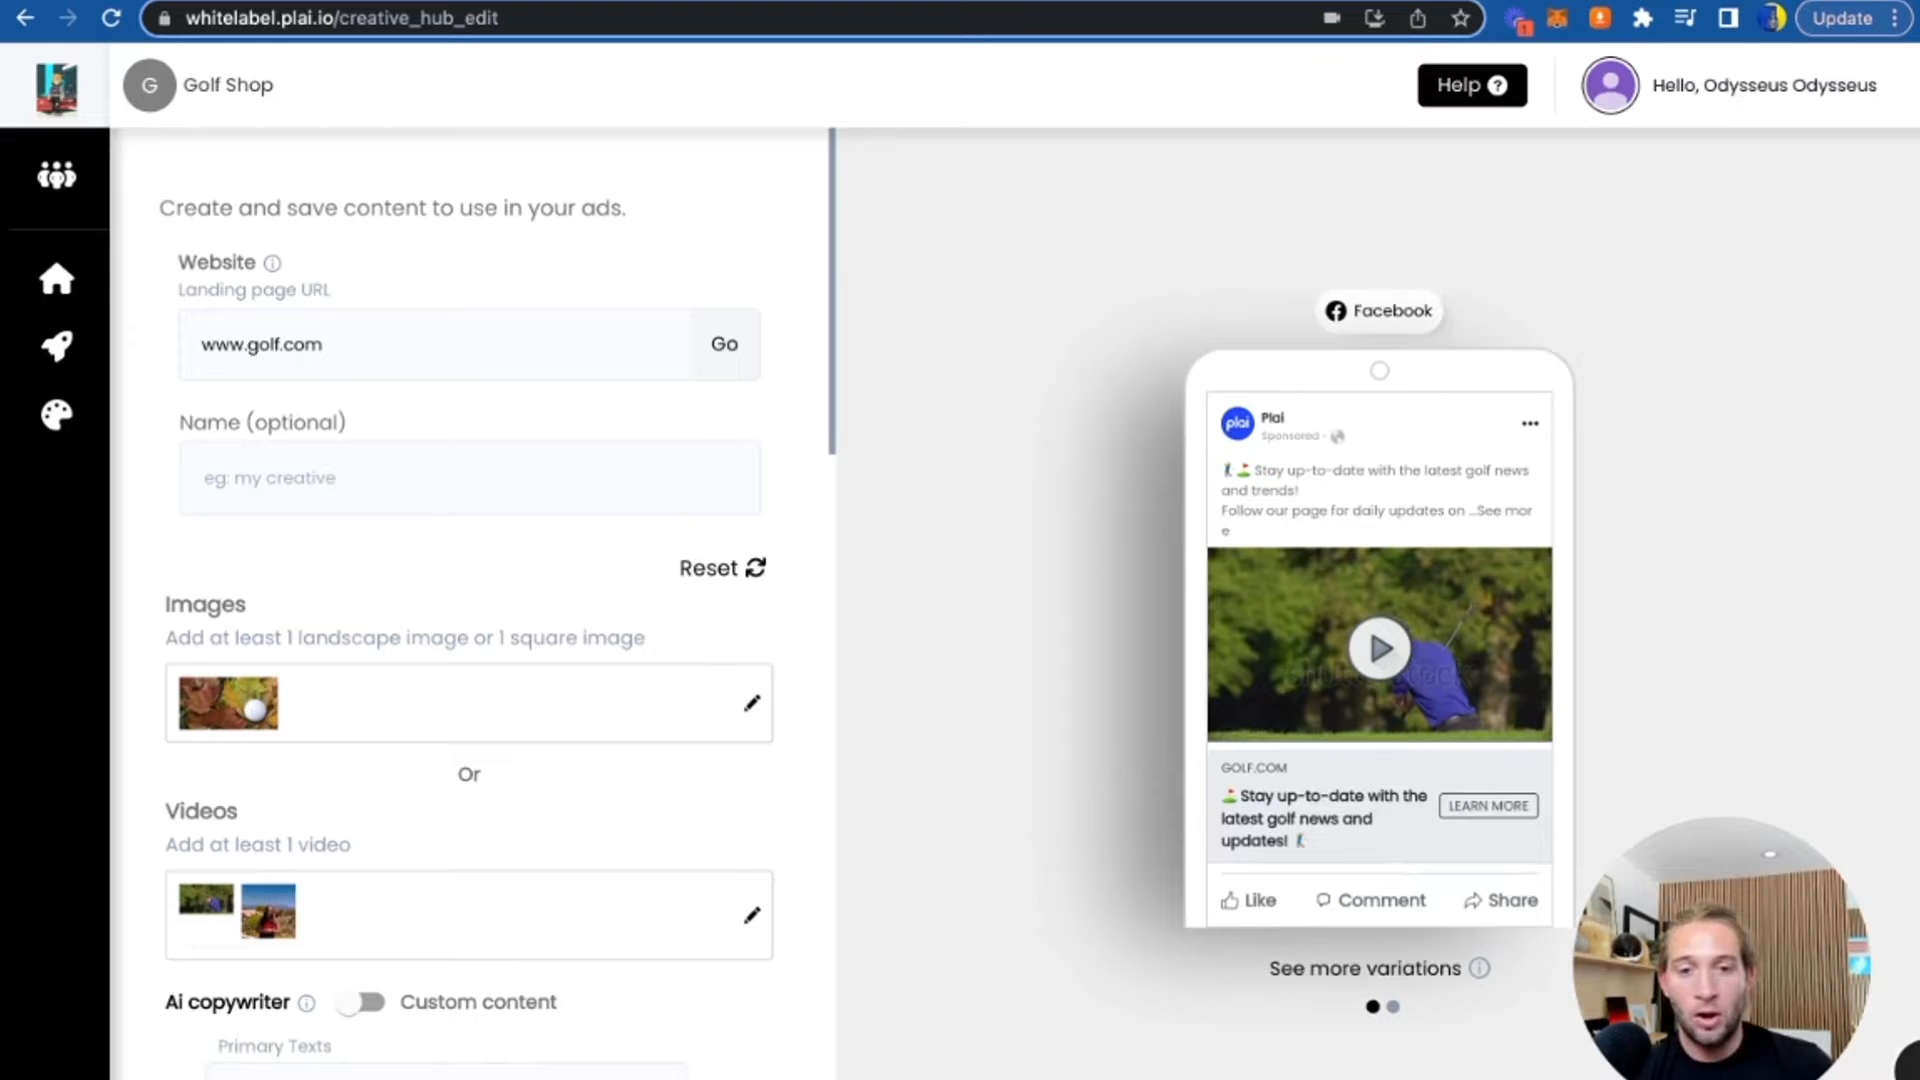 whitelabel.plai.io/creative_hub_edit
Update
1
G
Golf Shop
Help ?
Hello, Odysseus Odysseus
Create and save content to use in your ads.
Website
Landing page URL
www.golf.com
Go
Name (optional)
eg: my creative
Reset
Images
Add at least 1 landscape image or 1 square image
Or
Videos
Add at least 1 video
Ai copywriter
Custom content
Primary Texts
Facebook
plai
Plai
Sponsored
Stay up-to-date with the latest golf news
and trends!
Follow our page for daily updates on ...See mor
e
GOLF.COM
Stay up-to-date with the
latest golf news and
updates!
LEARN MORE
Like
Comment
Share
See more variations